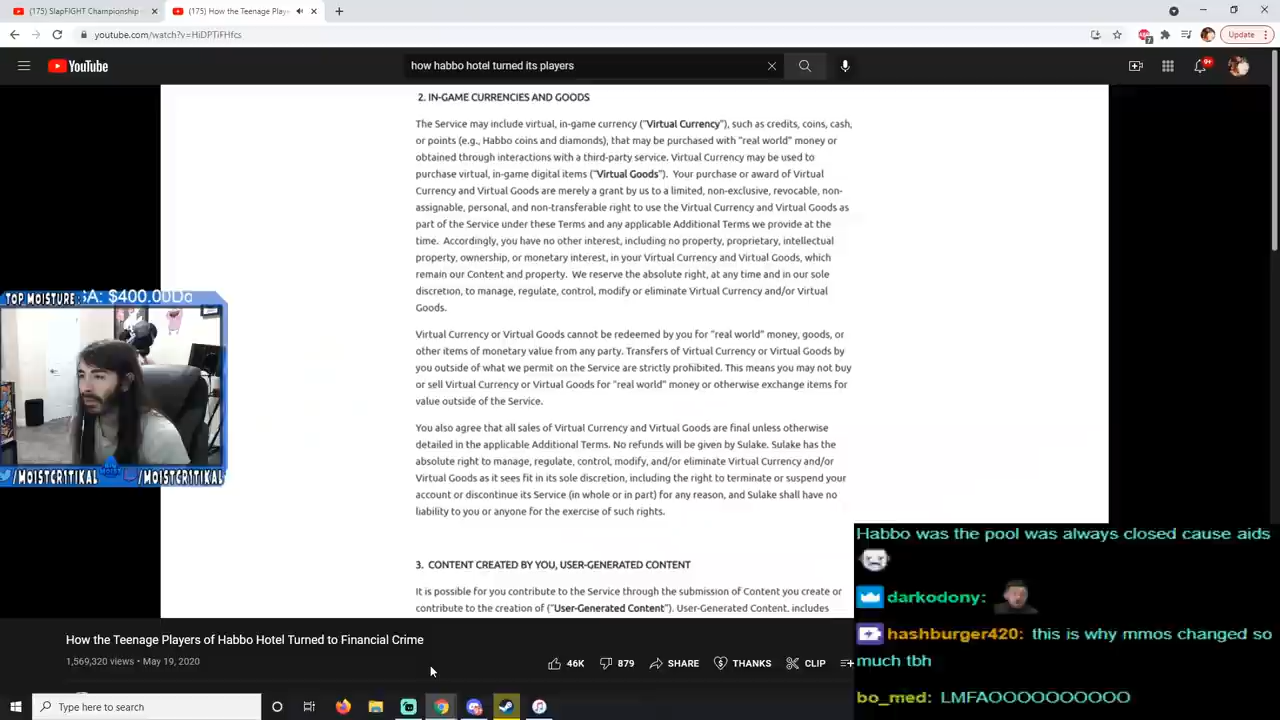 (175) SlapFIGHT Championship
(175) How the Teenage Play
youtube.com/watch?v=HiDPTiFHfcs
7
Update
YouTube
how habbo hotel turned its players
9+
2. IN-GAME CURRENCIES AND GOODS
The Service may include virtual, in-game currency ("Virtual Currency"), such as credits, coins, cash,
or points (e.g., Habbo coins and diamonds), that may be purchased with "real world" money or
obtained through interactions with a third-party service. Virtual Currency may be used to
purchase virtual, in-game digital items ("Virtual Goods"). Your purchase or award of Virtual
Currency and Virtual Goods are merely a grant by us to a limited, non-exclusive, revocable, non-
assignable, personal, and non-transferable right to use the Virtual Currency and Virtual Goods as
part of the Service under these Terms and any applicable Additional Terms we provide at the
time. Accordingly, you have no other interest, including no property, proprietary, intellectual
property, ownership, or monetary interest, in your Virtual Currency and Virtual Goods, which
remain our Content and property. We reserve the absolute right, at any time and in our sole
discretion, to manage, regulate, control, modify or eliminate Virtual Currency and/or Virtual
Goods.
Virtual Currency or Virtual Goods cannot be redeemed by you for "real world" money, goods, or
other items of monetary value from any party. Transfers of Virtual Currency or Virtual Goods by
you outside of what we permit on the Service are strictly prohibited. This means you may not buy
or sell Virtual Currency or Virtual Goods for "real world" money or otherwise exchange items for
value outside of the Service.
You also agree that all sales of Virtual Currency and Virtual Goods are final unless otherwise
detailed in the applicable Additional Terms. No refunds will be given by Sulake. Sulake has the
absolute right to manage, regulate, control, modify, and/or eliminate Virtual Currency and/or
Virtual Goods as it sees fit in its sole discretion, including the right to terminate or suspend your
account or discontinue its Service (in whole or in part) for any reason, and Sulake shall have no
liability to you or anyone for the exercise of such rights.
3. CONTENT CREATED BY YOU, USER-GENERATED CONTENT
It is possible for you contribute to the Service through the submission of Content you create or
contribute to the creation of ("User-Generated Content"). User-Generated Content, includes
TOP MOISTURE: SA: $400.00Do
/MOISTCRITIKAL MOIST /MOISTCRITIKAL
Habbo was the pool was always closed cause aids
darkodony:
hashburger420: this is why mmos changed so
much tbh
bo_med: LMFAOOOOOOOOOO
How the Teenage Players of Habbo Hotel Turned to Financial Crime
1,569,320 views • May 19, 2020
46K 879 SHARE THANKS CLIP
Type here to search